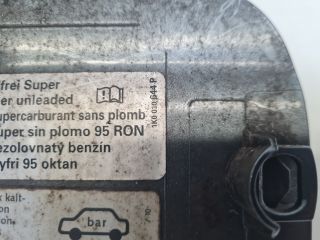 frei Super
er unleaded
upercarburant sans plomb
uper sin plomo 95 RON
ezolovnatý benzín
yfri 95 oktan
1K0 010 644 P
x kalt-
on
bar